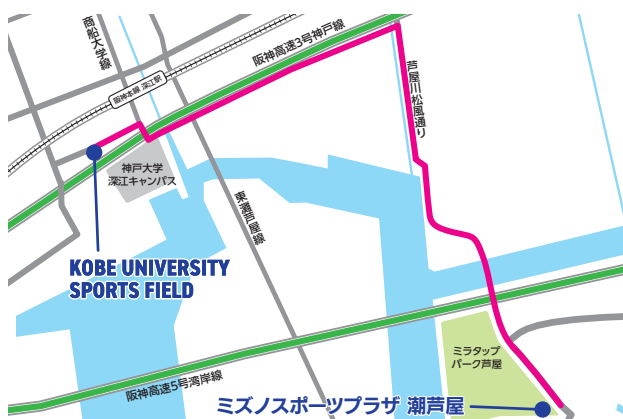 商船大学線
阪神高速3号神戸線
阪神本線 深江駅
芦屋川松風通り
神戸大学
深江キャンパス
東灘芦屋線
KOBE UNIVERSITY
SPORTS FIELD
ミラタップ
パーク芦屋
阪神高速5号湾岸線
ミズノスポーツプラザ 潮芦屋